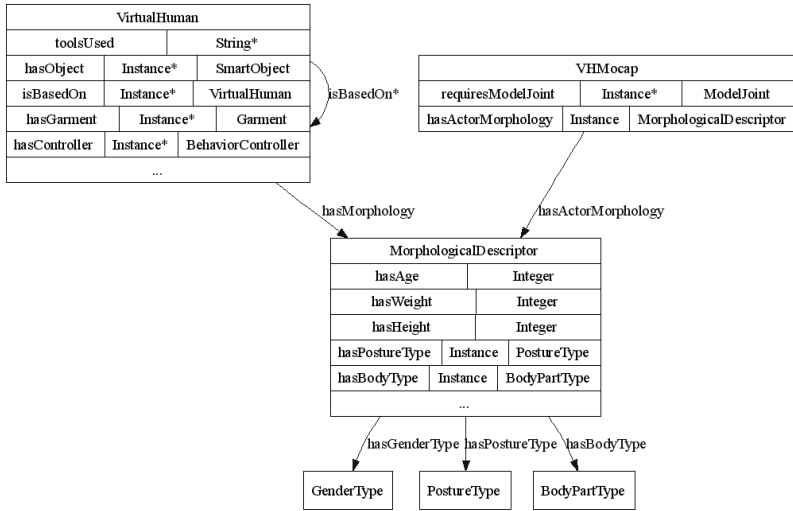 VirtualHuman
toolsUsed String*
hasObject Instance* SmartObject
isBasedOn Instance* VirtualHuman
hasGarment Instance* Garment
hasController Instance* BehaviorController
...
isBasedOn*
VHMocap
requiresModelJoint Instance* ModelJoint
hasActorMorphology Instance MorphologicalDescriptor
hasMorphology
hasActorMorphology
MorphologicalDescriptor
hasAge Integer
hasWeight Integer
hasHeight Integer
hasPostureType Instance PostureType
hasBodyType Instance BodyPartType
...
hasGenderType hasPostureType hasBodyType
GenderType PostureType BodyPartType